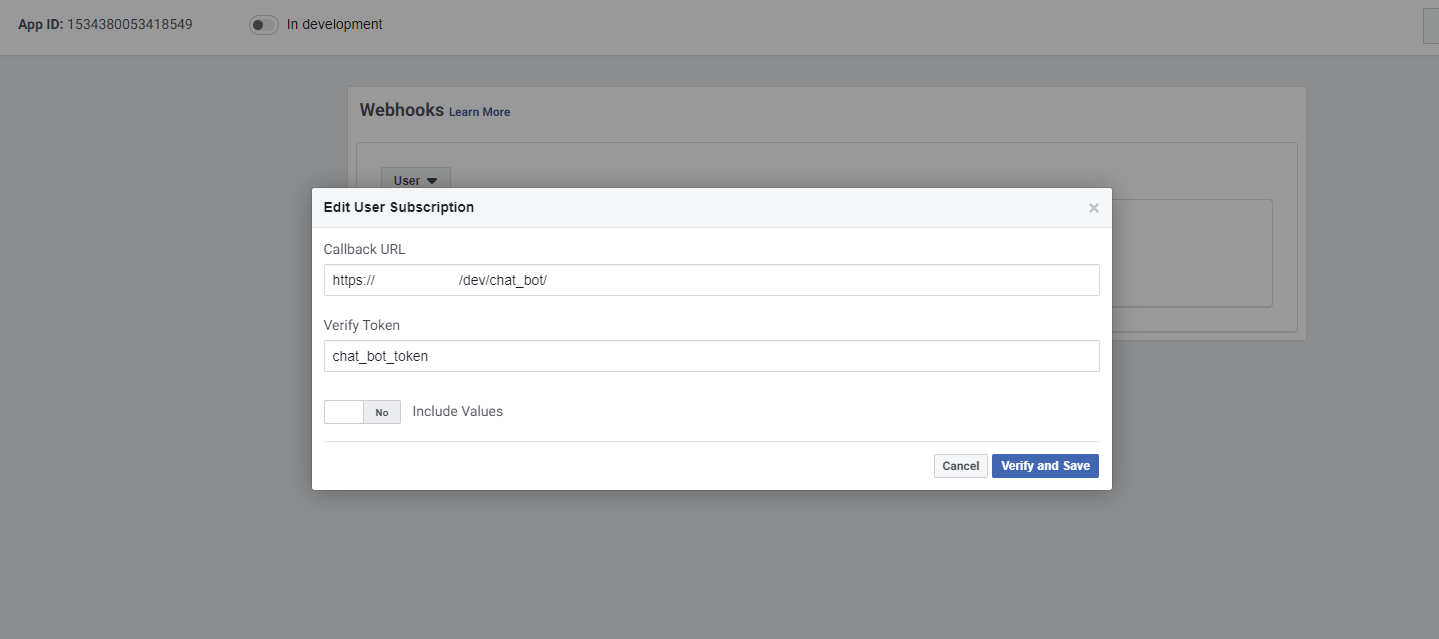 App ID: 1534380053418549 In development
Webhooks Learn More
User
Edit User Subscription
×
Callback URL
https:// /dev/chat_bot/
Verify Token
chat_bot_token
No Include Values
Cancel Verify and Save